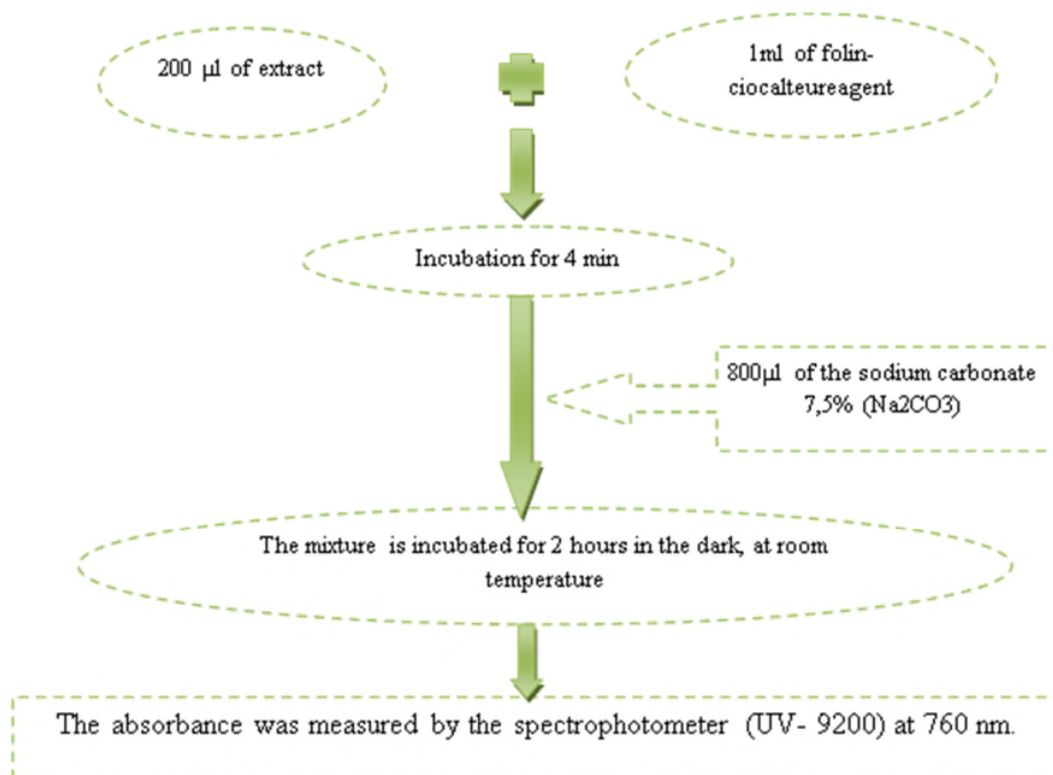 200 µl of extract
1ml of folin-
ciocalteureagent
Incubation for 4 min
800µl of the sodium carbonate
7,5% (Na2CO3)
The mixture is incubated for 2 hours in the dark, at room
temperature
The absorbance was measured by the spectrophotometer (UV- 9200) at 760 nm.